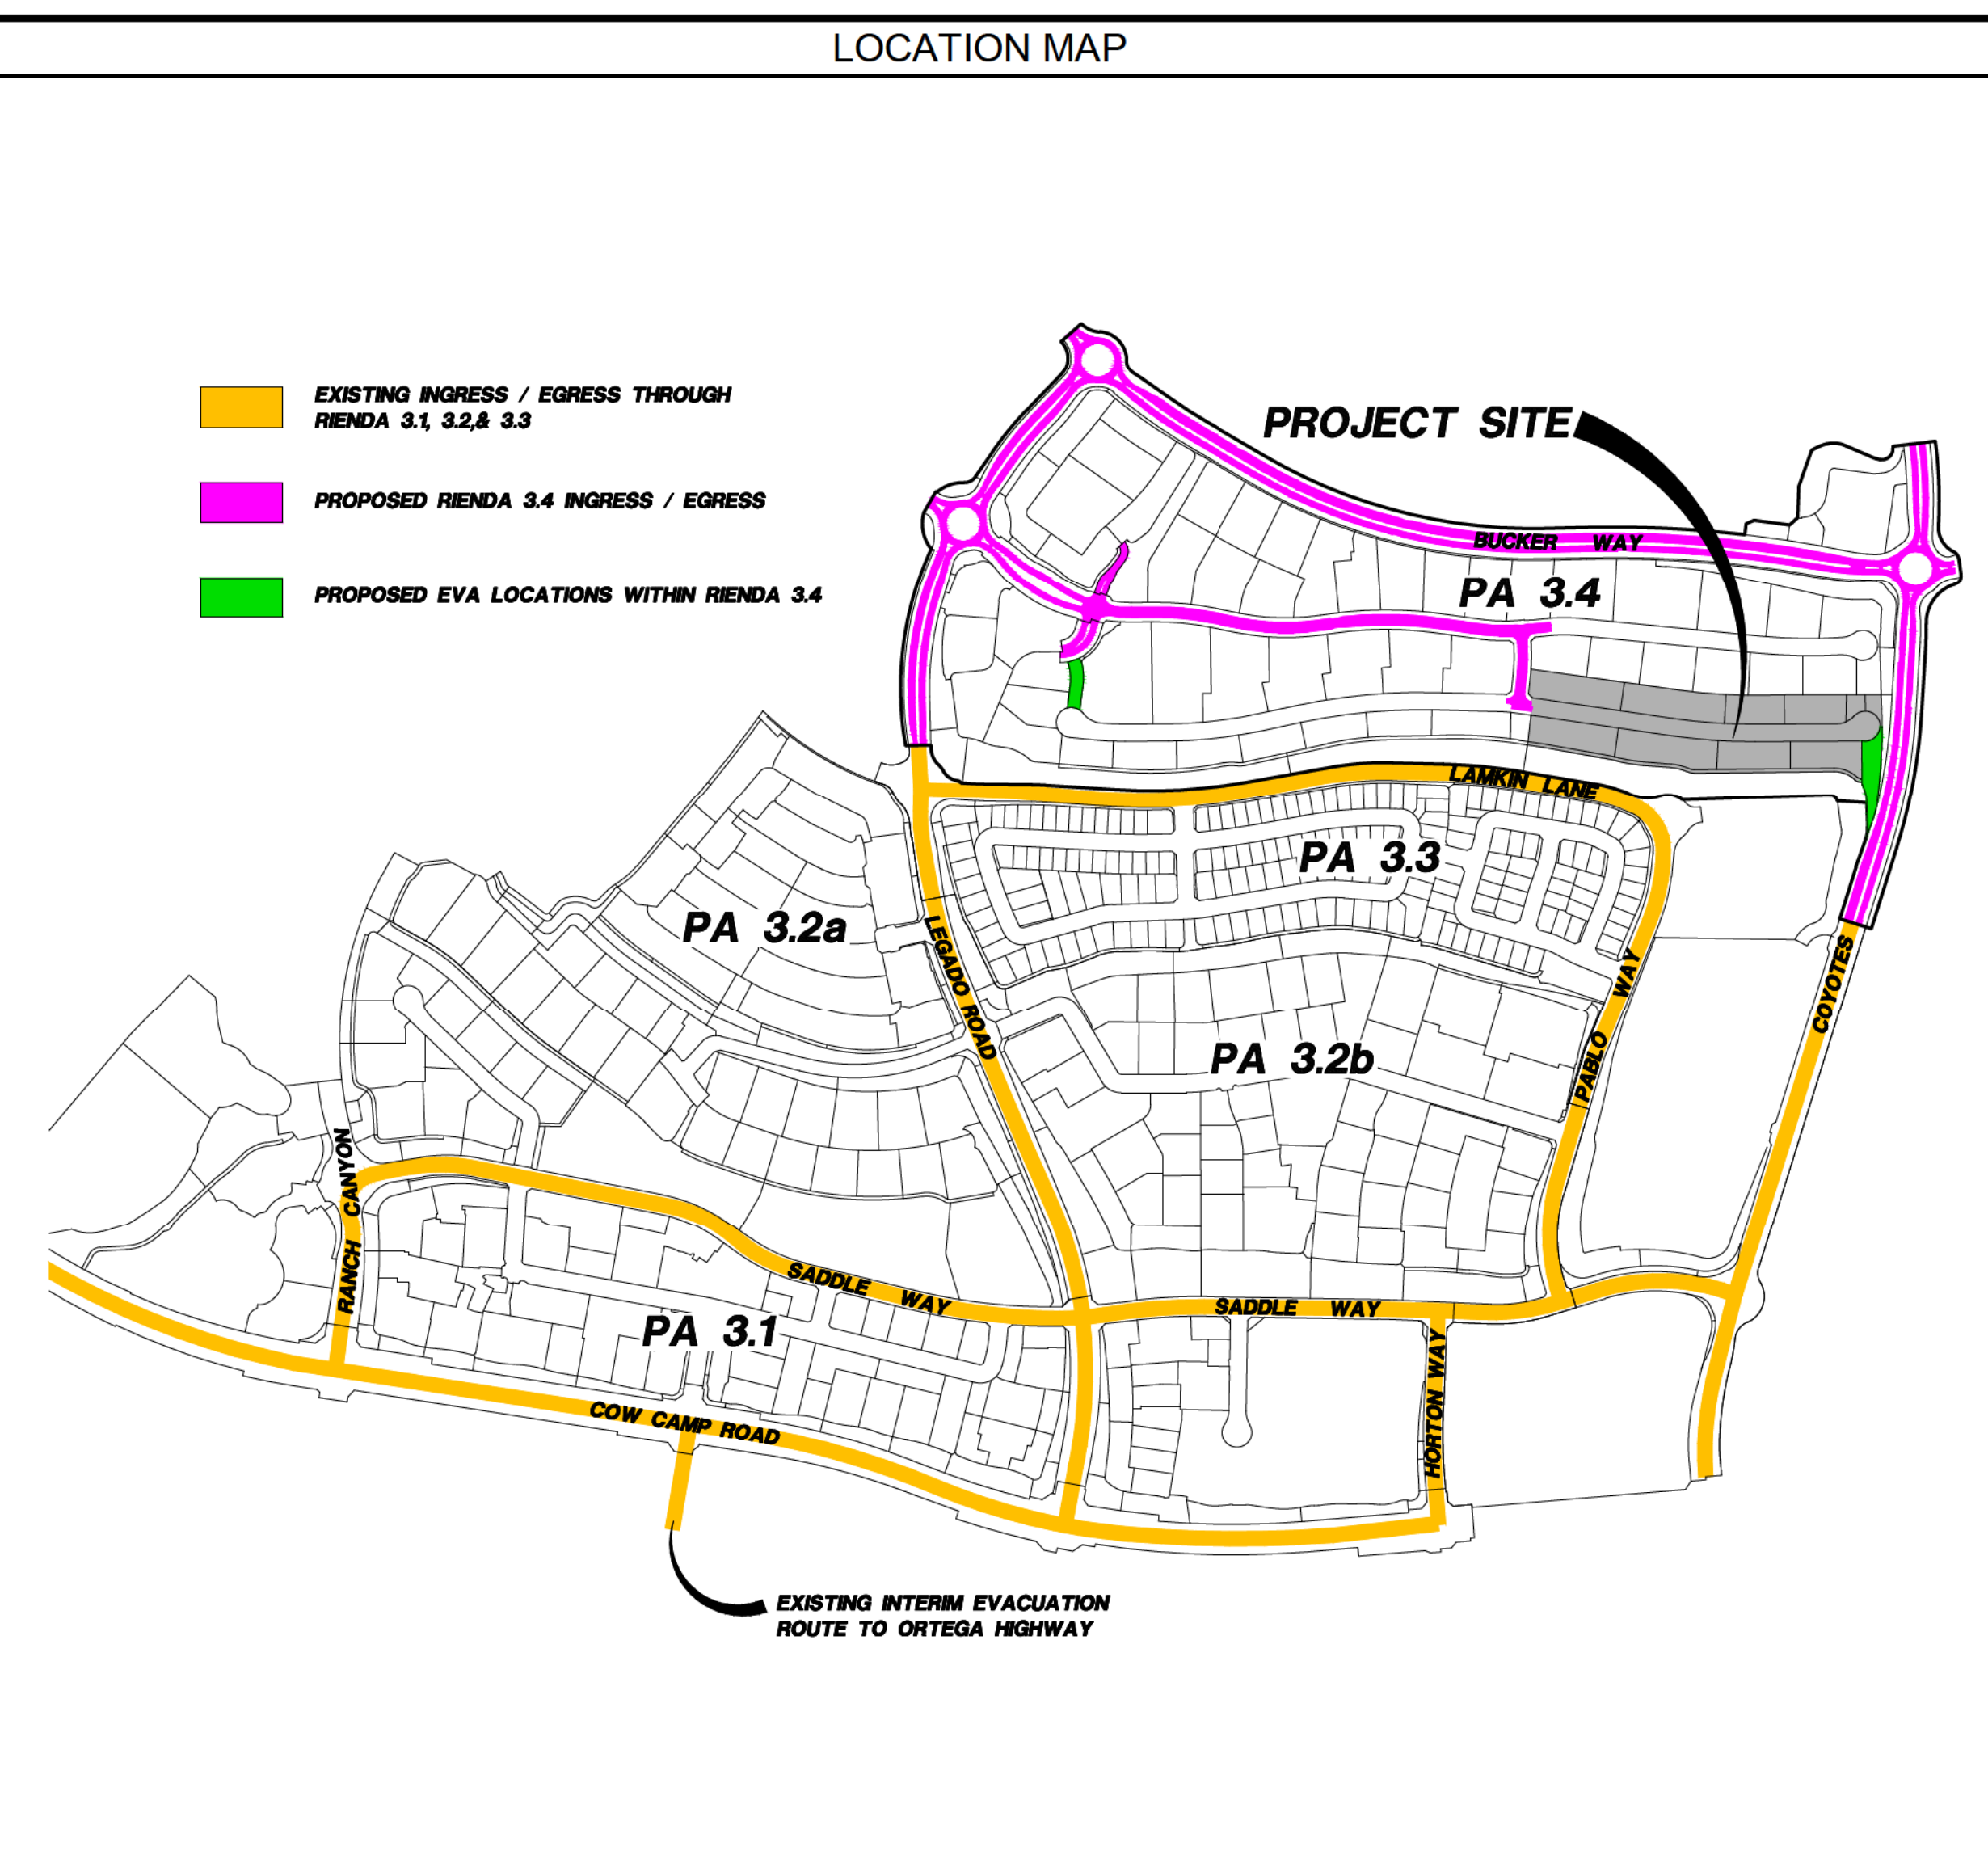 LOCATION MAP
EXISTING INGRESS / EGRESS THROUGH
RIENDA 3.1, 3.2,& 3.3
PROPOSED RIENDA 3.4 INGRESS / EGRESS
PROPOSED EVA LOCATIONS WITHIN RIENDA 3.4
PROJECT SITE
BUCKER WAY
PA 3.4
LAMKIN LANE
PA 3.3
PA 3.2a
LEGADO ROAD
PABLO WAY
COYOTES
PA 3.2b
RANCH CANYON
SADDLE WAY
SADDLE WAY
PA 3.1
HORTON WAY
COW CAMP ROAD
EXISTING INTERIM EVACUATION
ROUTE TO ORTEGA HIGHWAY